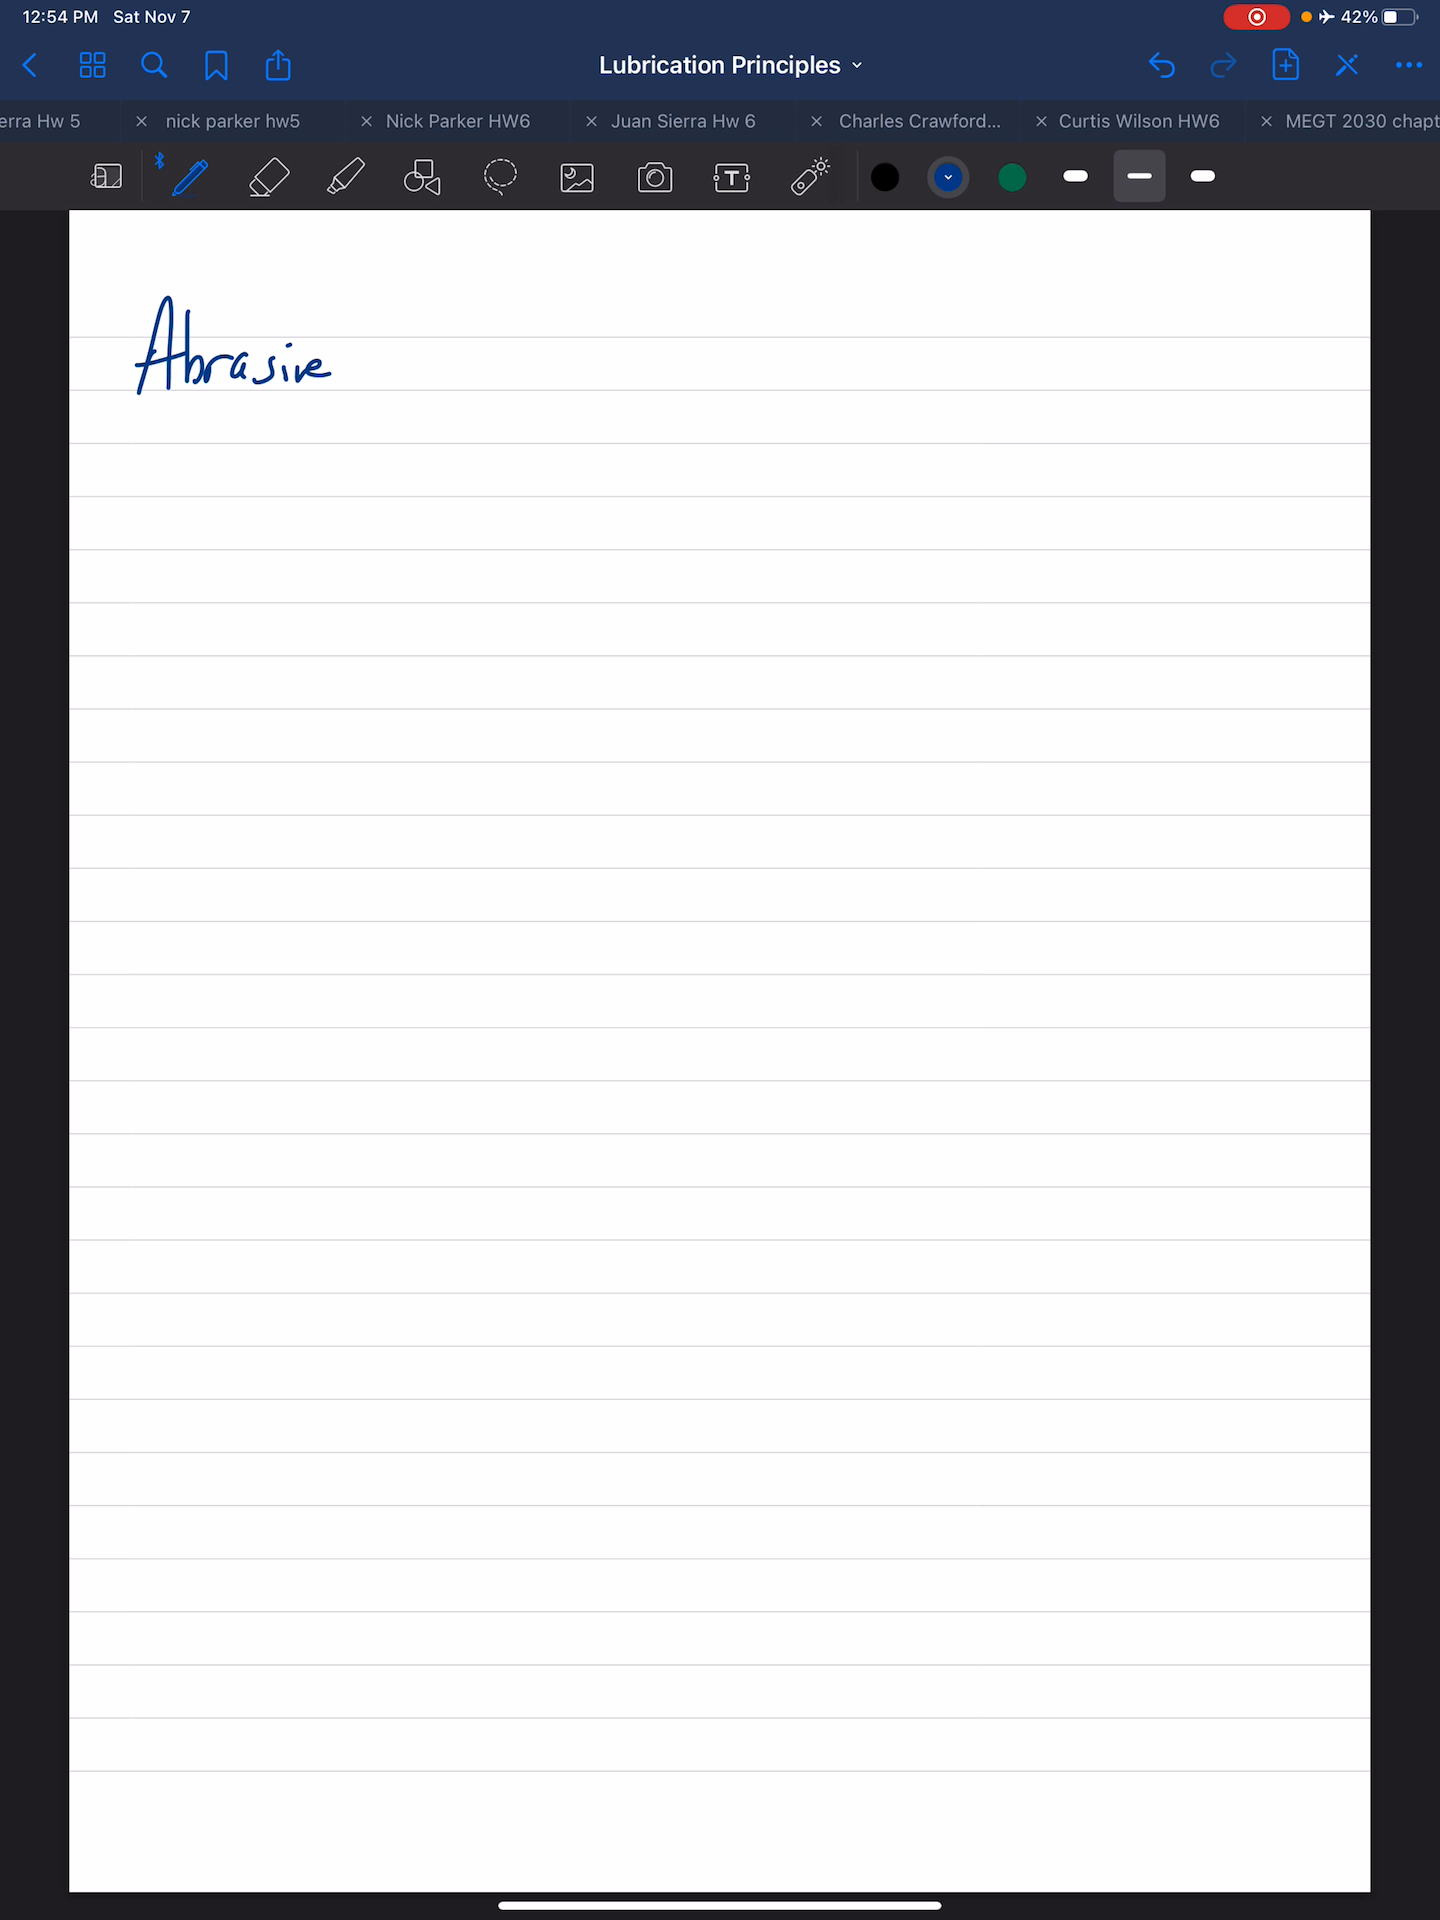 12:54 PM Sat Nov 7
42%
Lubrication Principles
erra Hw 5
nick parker hw5
Nick Parker HW6
Juan Sierra Hw 6
Charles Crawford...
Curtis Wilson HW6
MEGT 2030 chapt
T
Abrasive